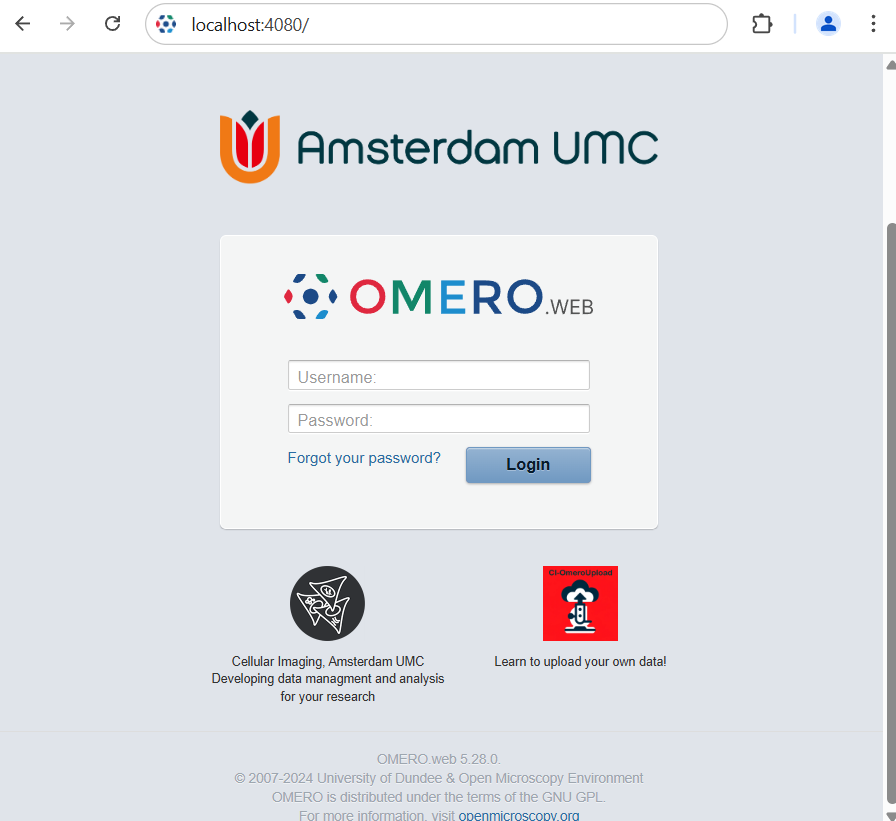 localhost:4080/
Amsterdam UMC
OMERO.WEB
Username:
Password:
Forgot your password?
Login
CI-OmeroUpload
Cellular Imaging, Amsterdam UMC
Developing data managment and analysis
for your research
Learn to upload your own data!
OMERO.web 5.28.0.
© 2007-2024 University of Dundee & Open Microscopy Environment
OMERO is distributed under the terms of the GNU GPL.
For more information, visit openmicroscopy.org